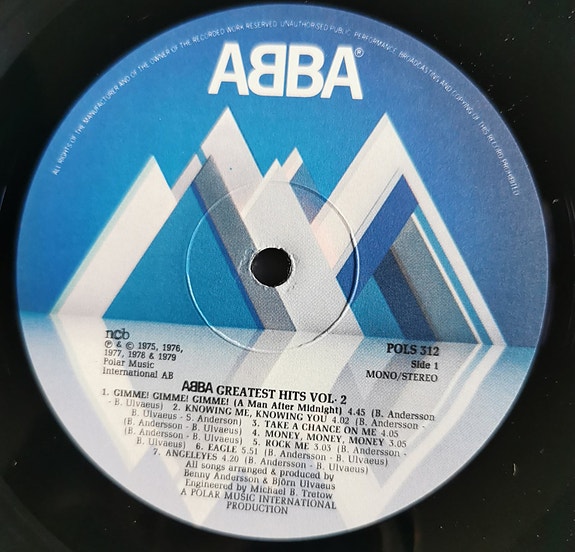 ALL RIGHTS OF THE MANUFACTURER AND OF THE OWNER OF THE RECORDED WORK RESERVED. UNAUTHORISED PUBLIC PERFORMANCE, BROADCASTING AND COPYING OF THIS RECORD PROHIBITED
ABBA®
ncb
℗ & © 1975, 1976,
1977, 1978 & 1979
Polar Music
International AB
POLS 312
Side 1
MONO/STEREO
ABBA GREATEST HITS VOL. 2
1. GIMME! GIMME! GIMME! (A Man After Midnight) 4.45 (B. Andersson
- B. Ulvaeus) 2. KNOWING ME, KNOWING YOU 4.02 (B. Andersson -
B. Ulvaeus - S. Anderson) 3. TAKE A CHANCE ON ME 4.05
(B. Andersson - B. Ulvaeus) 4. MONEY, MONEY, MONEY 3.05
(B. Andersson - B. Ulvaeus) 5. ROCK ME 3.03 (B. Andersson -
B. Ulvaeus) 6. EAGLE 5.51 (B. Andersson - B. Ulvaeus)
7. ANGELEYES 4.20 (B. Andersson - B. Ulvaeus)
All songs arranged & produced by
Benny Andersson & Björn Ulvaeus
Engineered by Michael B. Tretow
A POLAR MUSIC INTERNATIONAL
PRODUCTION